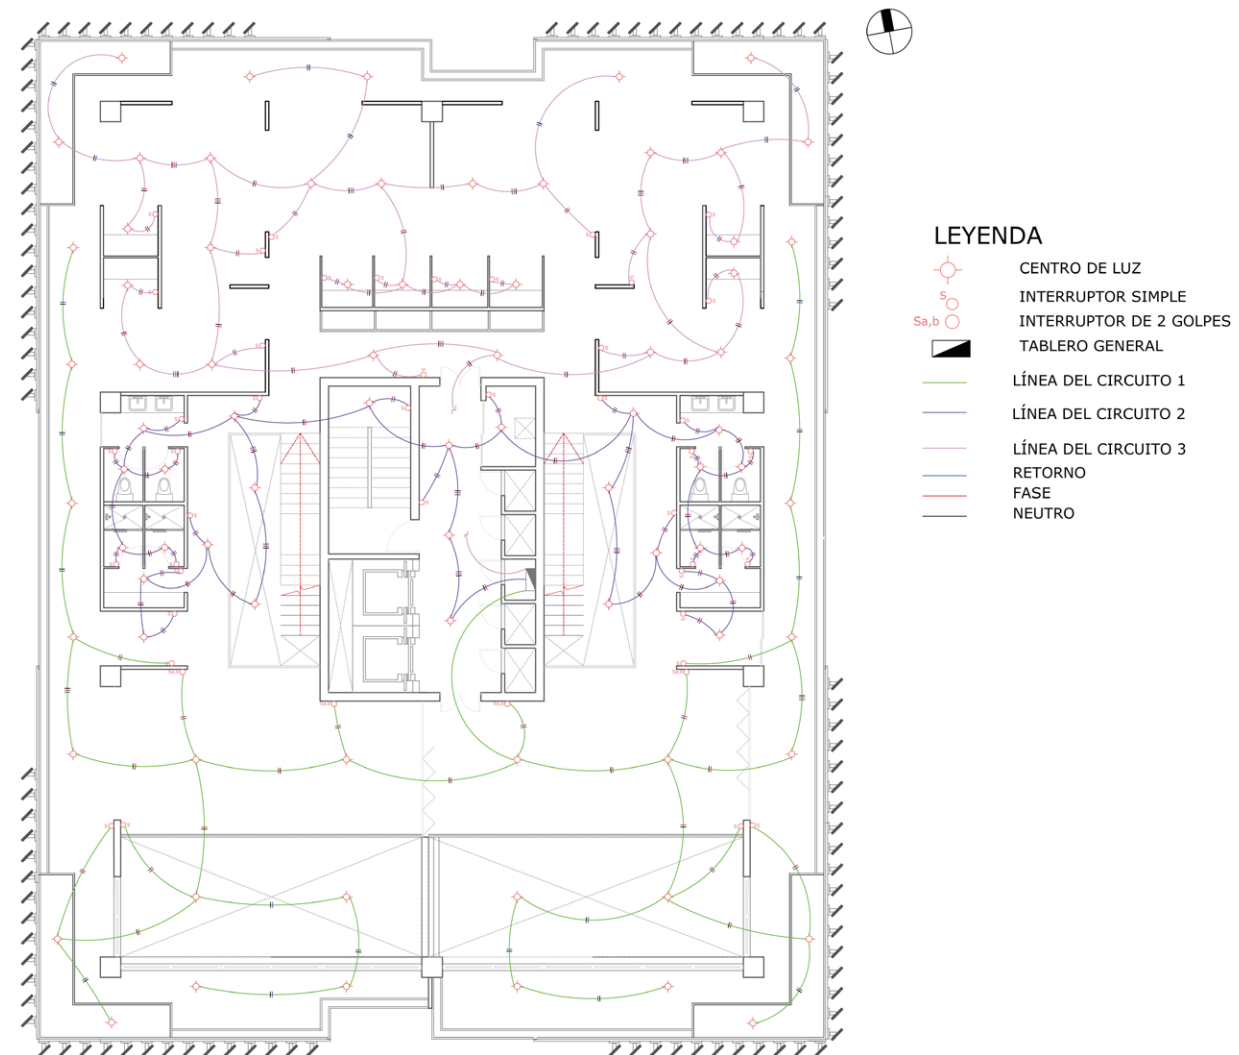 LEYENDA
CENTRO DE LUZ
S
INTERRUPTOR SIMPLE
Sa,b
INTERRUPTOR DE 2 GOLPES
TABLERO GENERAL
LÍNEA DEL CIRCUITO 1
LÍNEA DEL CIRCUITO 2
LÍNEA DEL CIRCUITO 3
RETORNO
FASE
NEUTRO